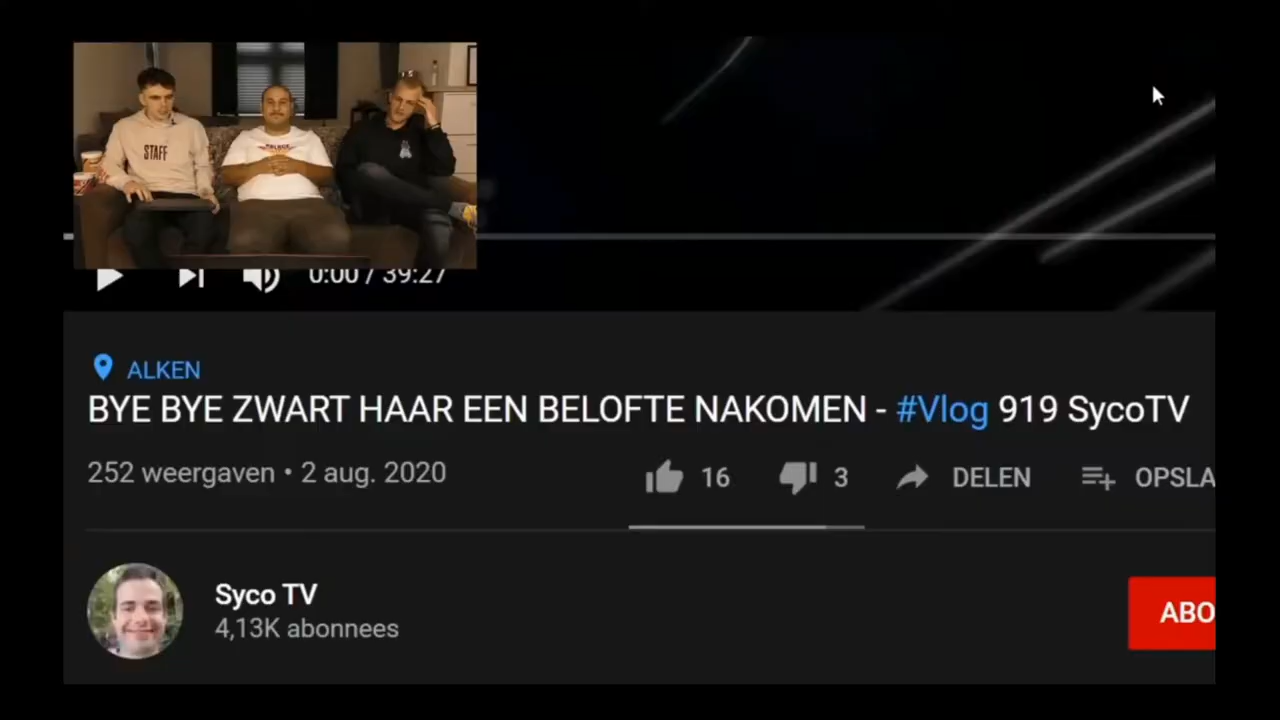 STAFF
PALACE
0:00 / 39:27
ALKEN
BYE BYE ZWART HAAR EEN BELOFTE NAKOMEN - #Vlog 919 SycoTV
252 weergaven • 2 aug. 2020
16
3
DELEN
OPSLA
Syco TV
4,13K abonnees
ABO